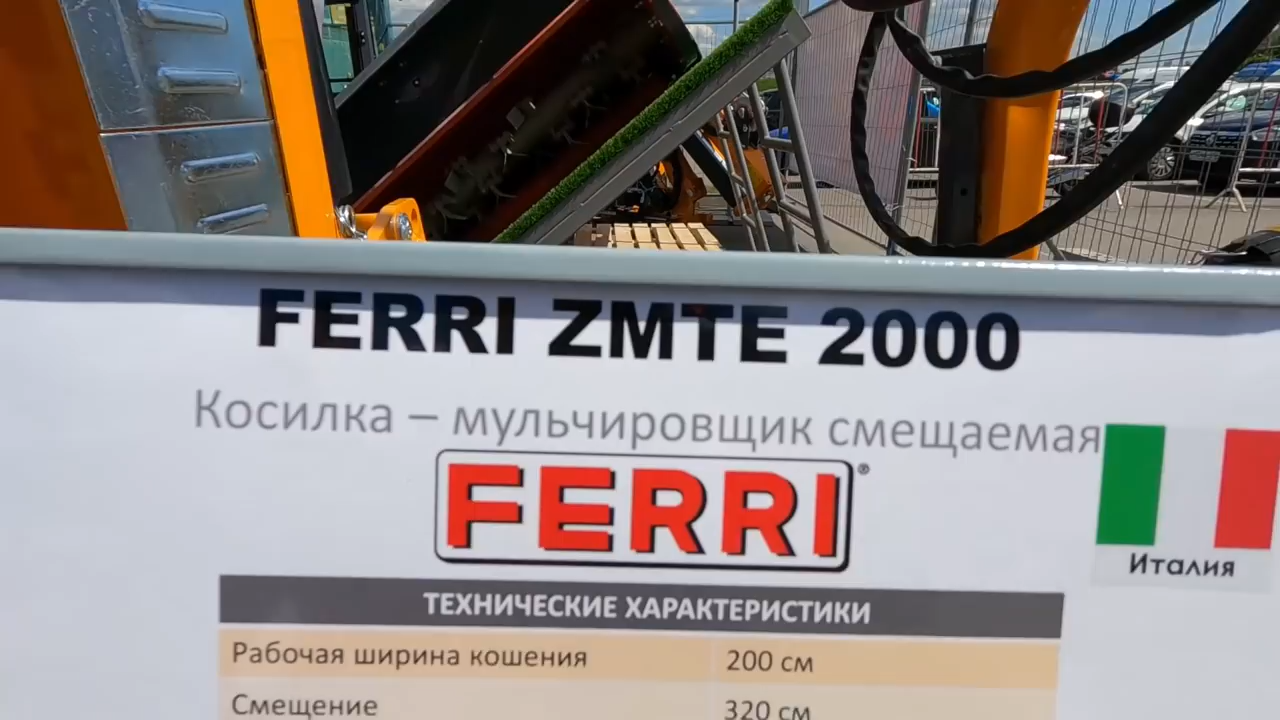 FERRI ZMTE 2000
Косилка – мульчировщик смещаемая
FERRI®
Италия
ТЕХНИЧЕСКИЕ ХАРАКТЕРИСТИКИ
Рабочая ширина кошения 200 см
Смещение 320 см